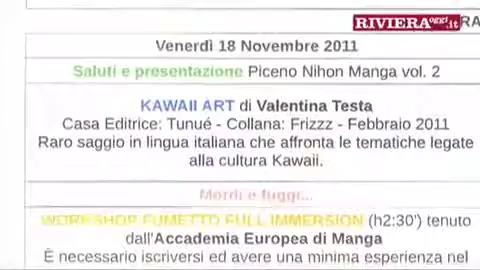 RIVIERAoggi.it
RA
Venerdì 18 Novembre 2011
Saluti e presentazione Piceno Nihon Manga vol. 2
KAWAII ART di Valentina Testa
Casa Editrice: Tunué - Collana: Frizzz - Febbraio 2011
Raro saggio in lingua italiana che affronta le tematiche legate
alla cultura Kawaii.
Mordi e fuggi...
WORKSHOP FUMETTO FULL IMMERSION (h2:30') tenuto
dall'Accademia Europea di Manga
È necessario iscriversi ed avere una minima esperienza nel